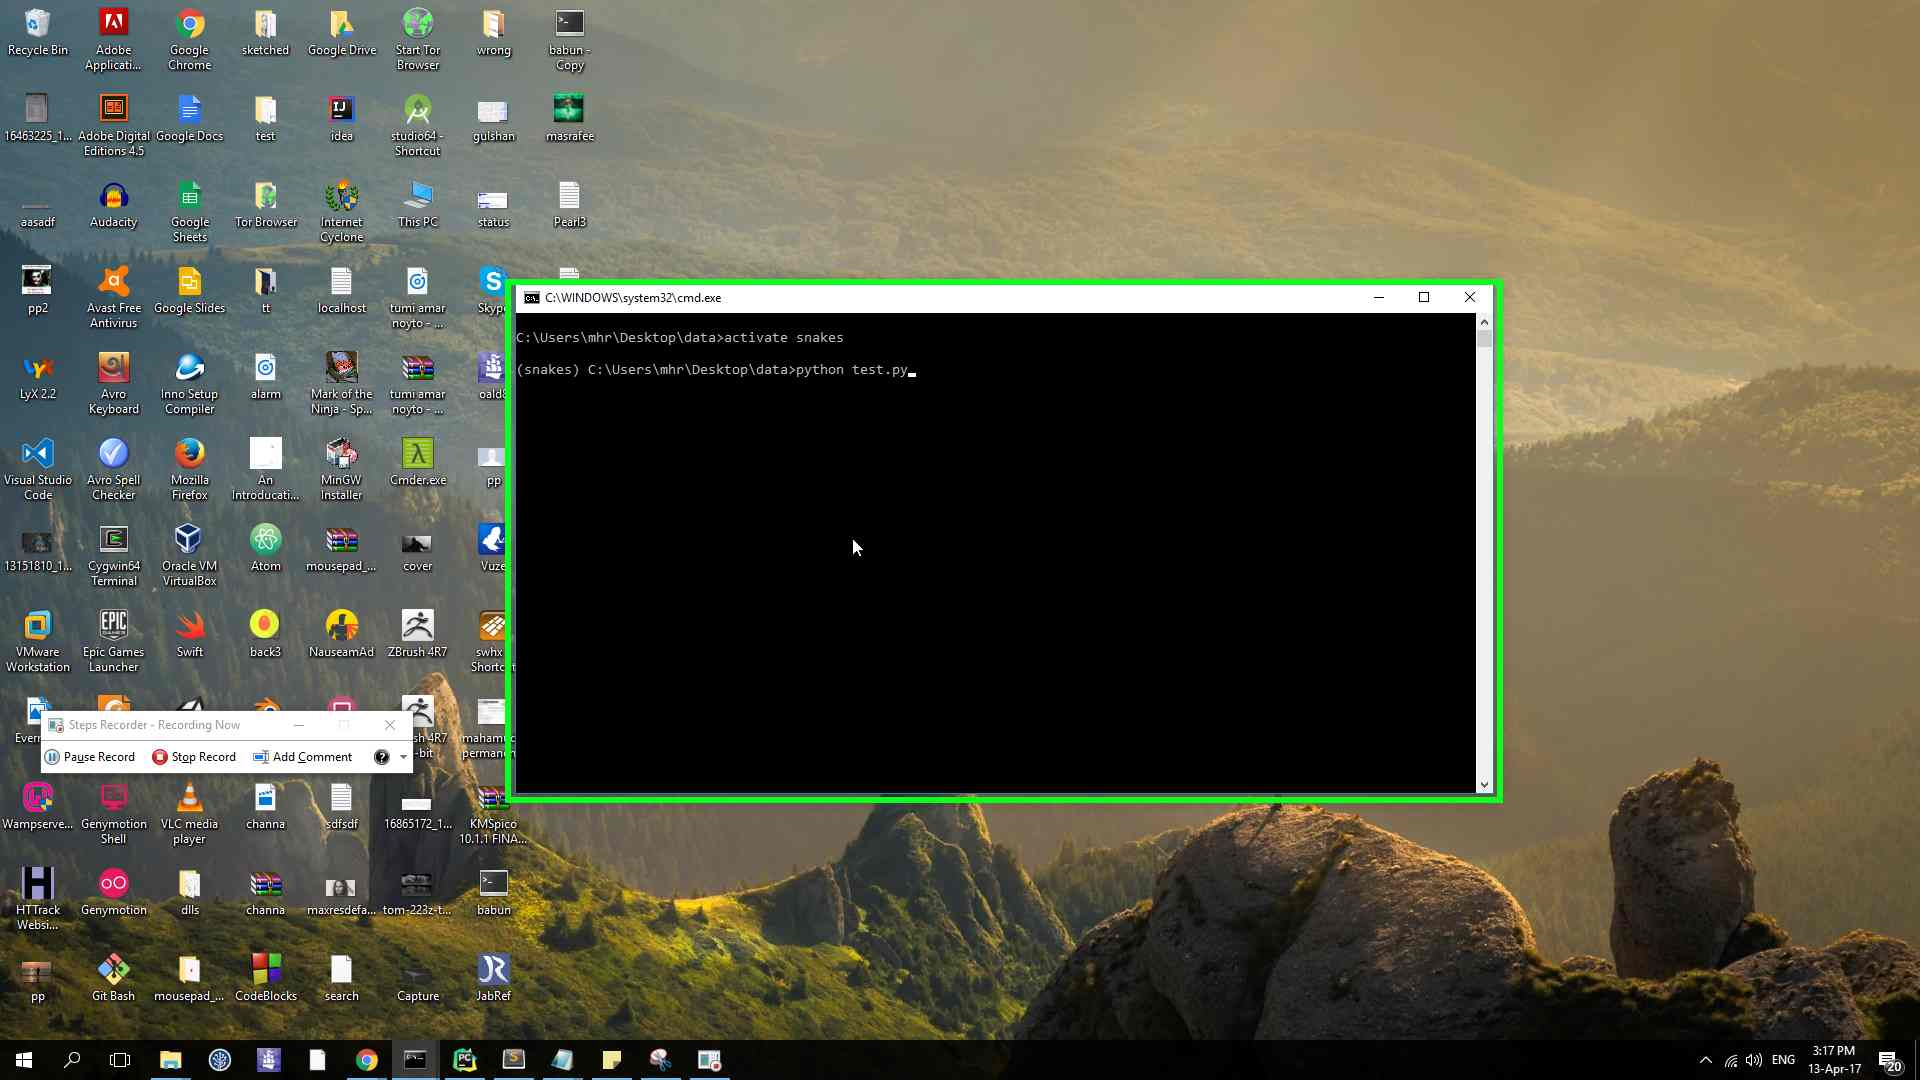 Recycle Bin
Adobe
Applicati...
Google
Chrome
sketched
Google Drive
Start Tor
Browser
wrong
babun -
Copy
16463225_1...
Adobe Digital
Editions 4.5
Google Docs
test
idea
studio64 -
Shortcut
gulshan
masrafee
aasadf
Audacity
Google
Sheets
Tor Browser
Internet
Cyclone
This PC
status
Pearl3
pp2
Avast Free
Antivirus
Google Slides
tt
localhost
tumi amar
noyto - ...
Skyp
C:\WINDOWS\system32\cmd.exe
C:\Users\mhr\Desktop\data>activate snakes
(snakes) C:\Users\mhr\Desktop\data>python test.py
LyX 2.2
Avro
Keyboard
Inno Setup
Compiler
alarm
Mark of the
Ninja - Sp...
tumi amar
noyto - ...
oald8
Visual Studio
Code
Avro Spell
Checker
Mozilla
Firefox
An
Introducati...
MinGW
Installer
Cmder.exe
pp
13151810_1...
Cygwin64
Terminal
Oracle VM
VirtualBox
Atom
mousepad_...
cover
Vuze
VMware
Workstation
Epic Games
Launcher
Swift
back3
NauseamAd
ZBrush 4R7
swhx
Shortc
Steps Recorder - Recording Now
Pause Record
Stop Record
Add Comment
Ever
sh 4R7
-bit
mahamu
perman
Wampserve...
Genymotion
Shell
VLC media
player
channa
sdfsdf
16865172_1...
KMSpico
10.1.1 FINA...
HTTrack
Websi...
Genymotion
dlls
channa
maxresdefa...
tom-223z-t...
babun
pp
Git Bash
mousepad_...
CodeBlocks
search
Capture
JabRef
ENG
3:17 PM
13-Apr-17
20